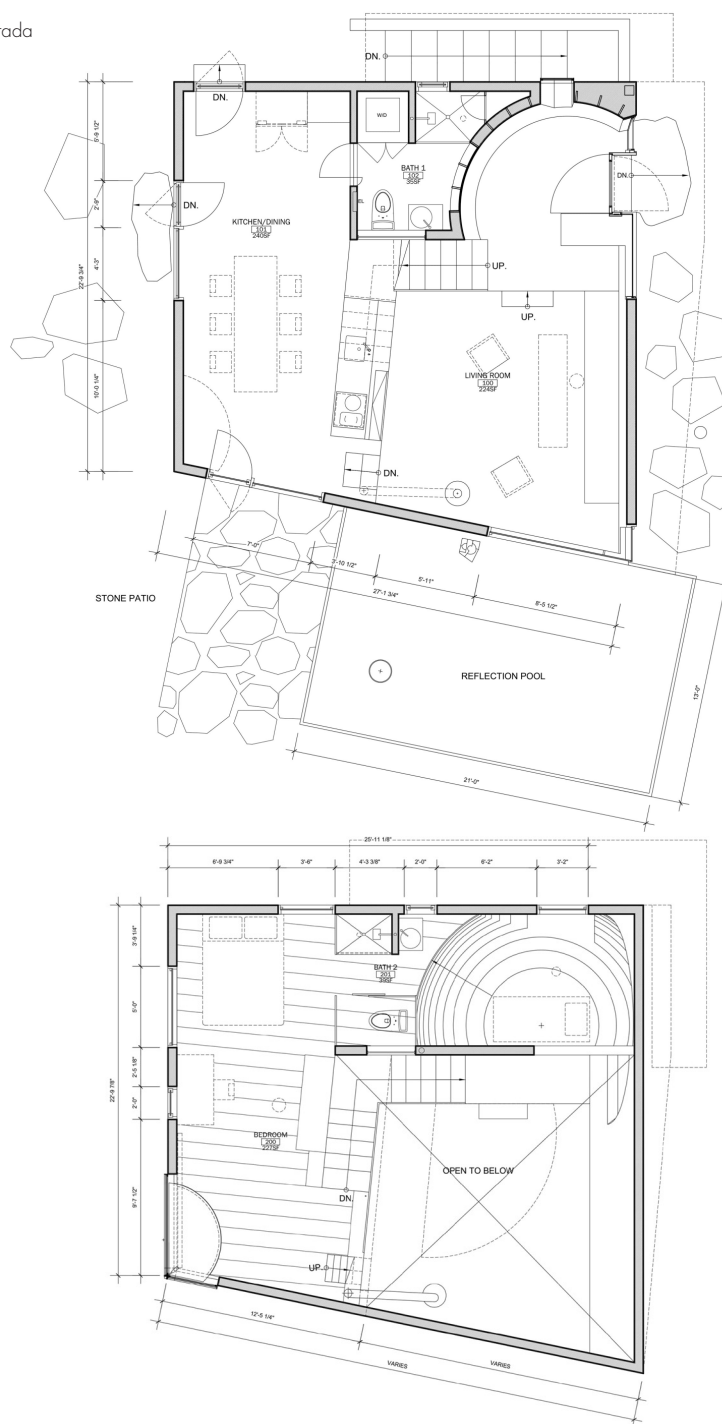 rada
DN.
DN.
5'-9 1/2"
W/D
BATH 1
102
35SF
DN.
2'-9"
DN.
KITCHEN/DINING
101
240SF
4'-3"
22'-9 3/4"
UP.
UP.
LIVING ROOM
100
224SF
10'-0 1/4"
DN.
7'-0"
3'-10 1/2"
5'-11"
27'-1 3/4"
8'-5 1/2"
STONE PATIO
REFLECTION POOL
13'-0"
21'-0"
25'-11 1/8"
6'-9 3/4"
3'-6"
4'-3 3/8"
2'-0"
6'-2"
3'-2"
3'-9 1/4"
BATH 2
201
39SF
5'-0"
2'-5 1/8"
22'-9 7/8"
2'-0"
BEDROOM
200
227SF
OPEN TO BELOW
DN.
9'-7 1/2"
UP.
12'-5 1/4"
VARIES
VARIES